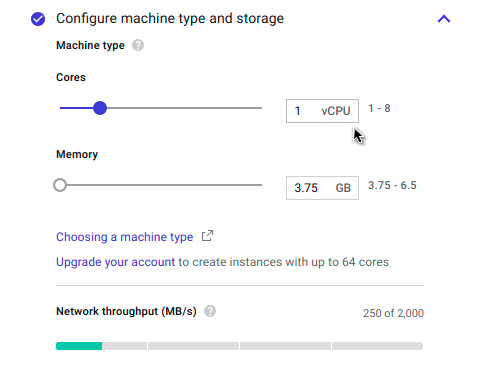 Configure machine type and storage
Machine type ?
Cores
1 vCPU 1 - 8
Memory
3.75 GB 3.75 - 6.5
Choosing a machine type
Upgrade your account to create instances with up to 64 cores
Network throughput (MB/s) ? 250 of 2,000